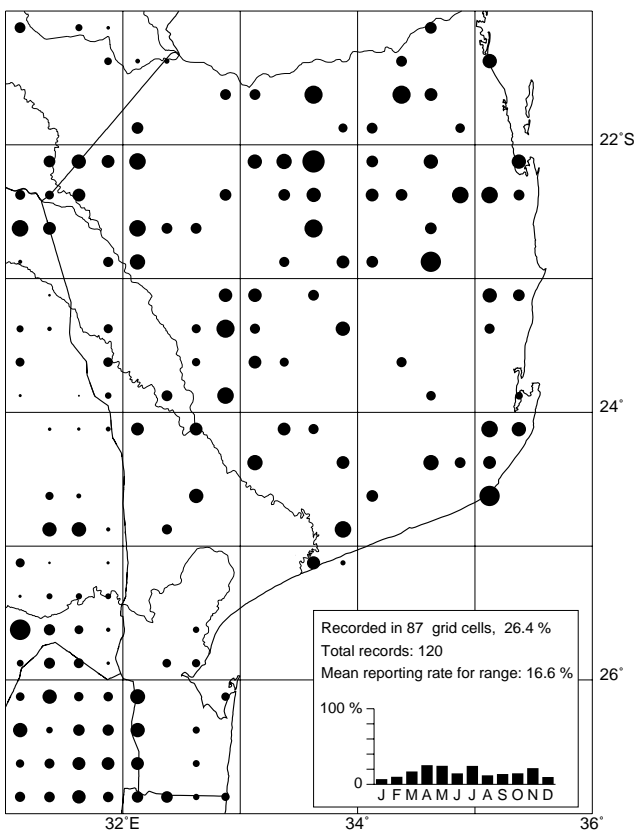 22˚S
24˚
Recorded in 87 grid cells, 26.4 %
Total records: 120
Mean reporting rate for range: 16.6 %
26˚
100 %
0
J F M A M J J A S O N D
32˚E
34˚
36˚